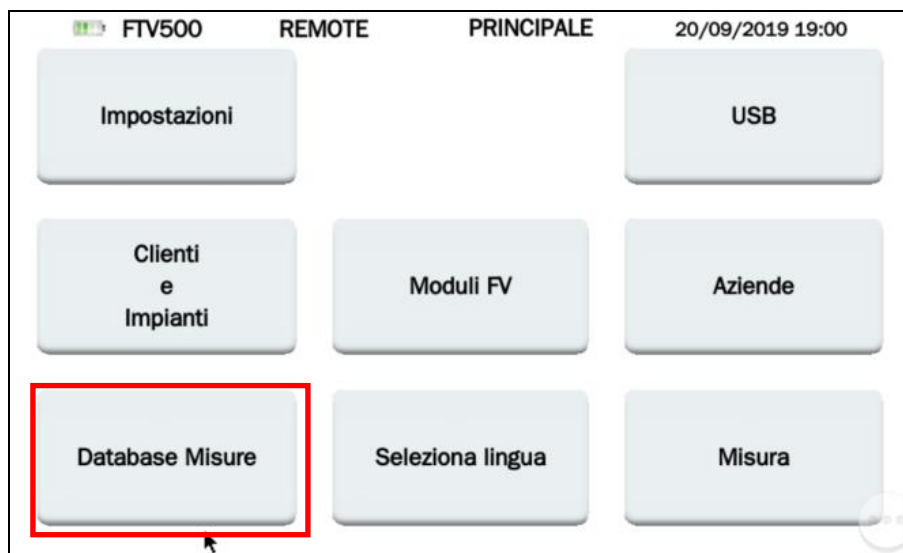 FTV500 REMOTE PRINCIPALE 20/09/2019 19:00
Impostazioni
USB
Clienti
e
Impianti
Moduli FV
Aziende
Database Misure
Seleziona lingua
Misura